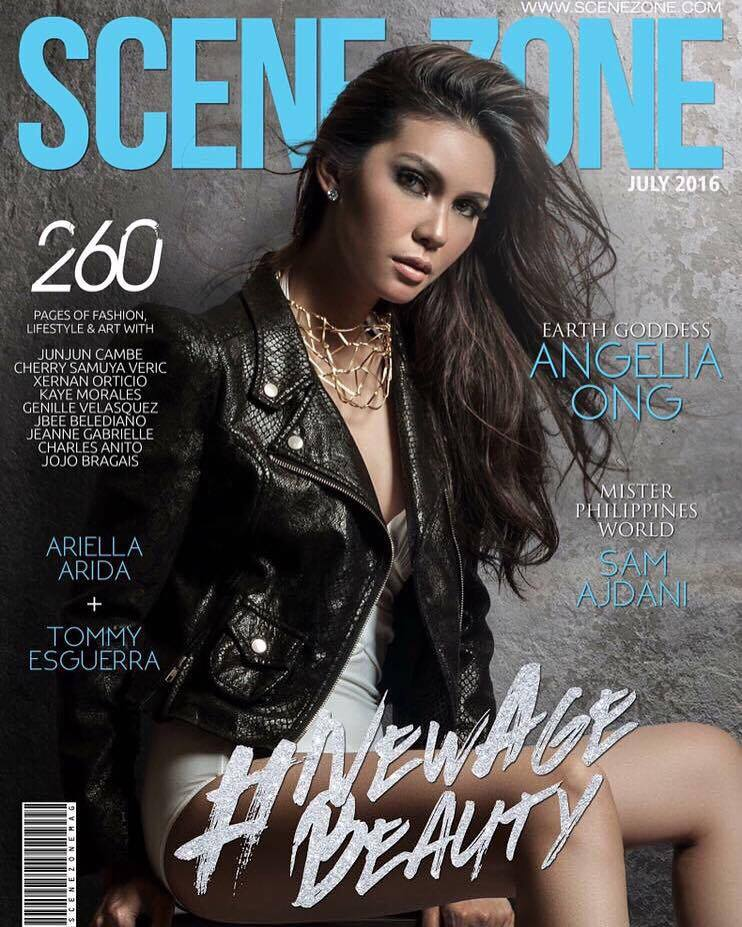 WWW.SCENEZONE.COM
SCENE ZONE
JULY 2016
260
PAGES OF FASHION,
LIFESTYLE & ART WITH
JUNJUN CAMBE
CHERRY SAMUYA VERIC
XERNAN ORTICIO
KAYE MORALES
GENILLE VELASQUEZ
JBEE BELEDIAÑO
JEANNE GABRIELLE
CHARLES ANITO
JOJO BRAGAIS
ARIELLA
ARIDA
+
TOMMY
ESGUERRA
EARTH GODDESS
ANGELIA
ONG
MISTER
PHILIPPINES
WORLD
SAM
AJDANI
#NEWAGE
BEAUTY
SCENEZONEMAG